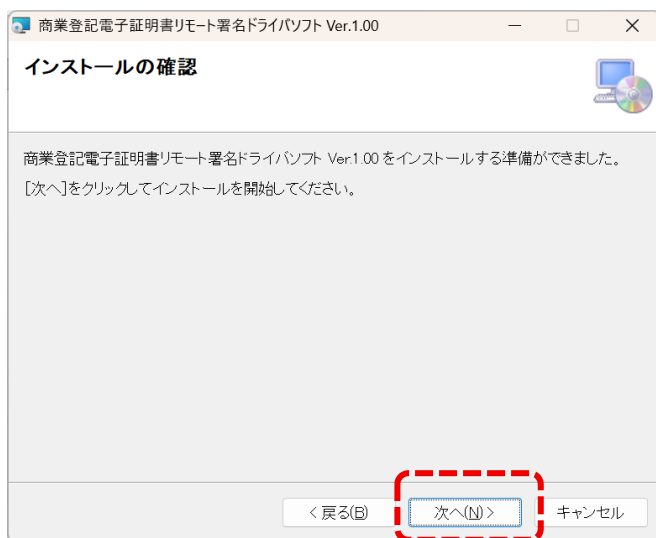 商業登記電子証明書リモート署名ドライバソフト Ver.1.00
インストールの確認
商業登記電子証明書リモート署名ドライバソフト Ver.1.00 をインストールする準備ができました。
[次へ]をクリックしてインストールを開始してください。
< 戻る(B) 次へ(N) > キャンセル